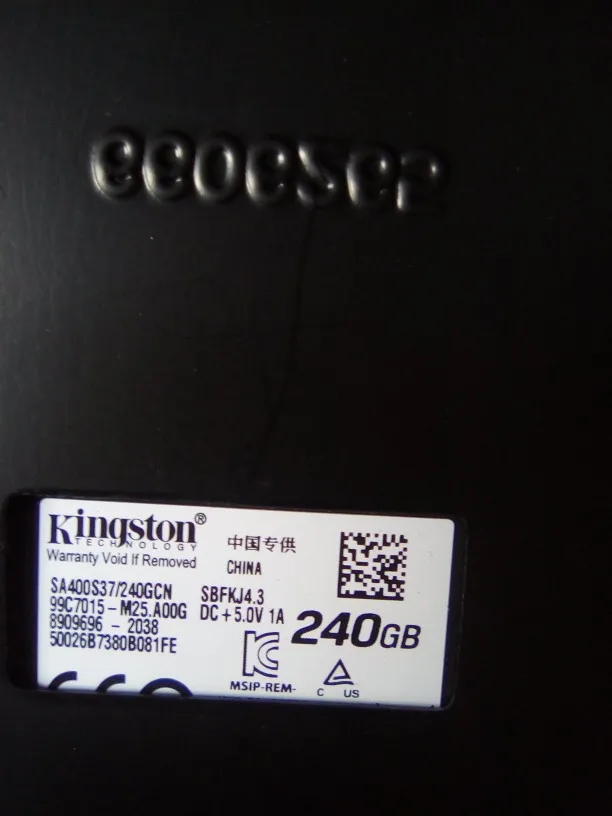 Kingston®
TECHNOLOGY
Warranty Void If Removed
中国专供
CHINA
SA400S37/240GCN
SBFKJ4.3
99C7015-M25.A00G
DC+5.0V 1A
8909696 - 2038
50026B7380B081FE
240GB
MSIP-REM-
C US